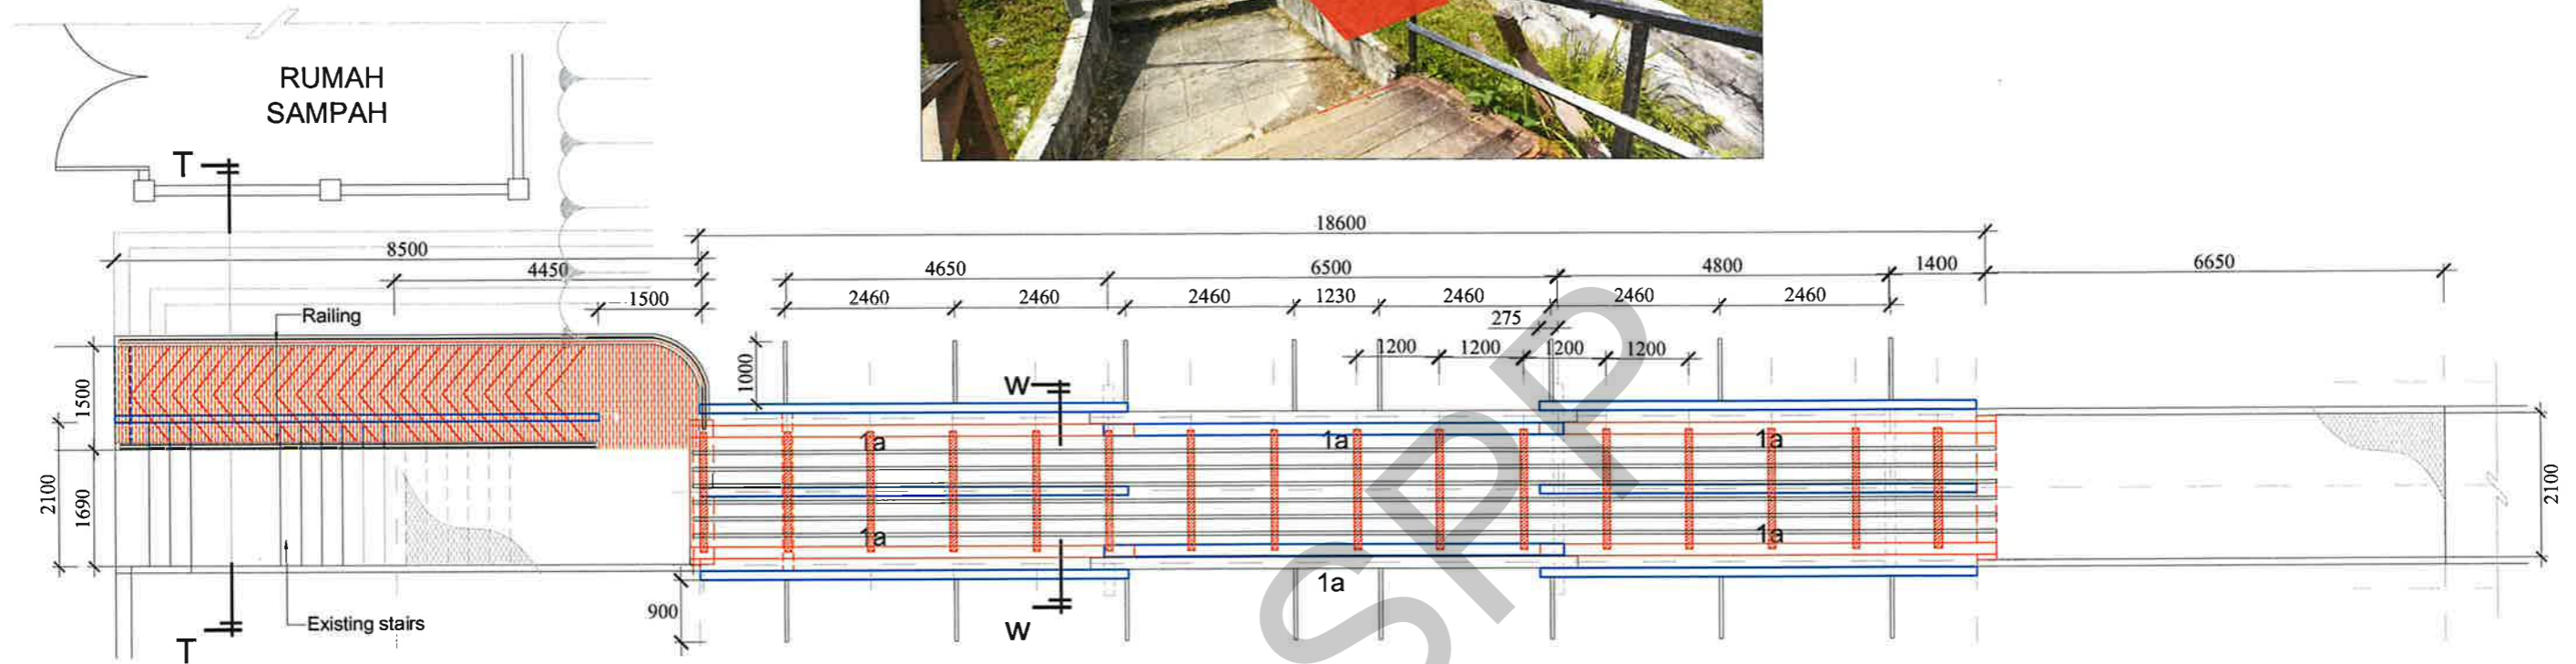 RUMAH
SAMPAH
T
18600
8500
4450
4650
6500
4800
1400
6650
1500
2460
2460
2460
1230
2460
2460
2460
Railing
275
1200
1200
1200
1200
1000
W
1500
1a
1a
1a
2100
1690
2100
1a
1a
1a
900
Existing stairs
W
T
SPP